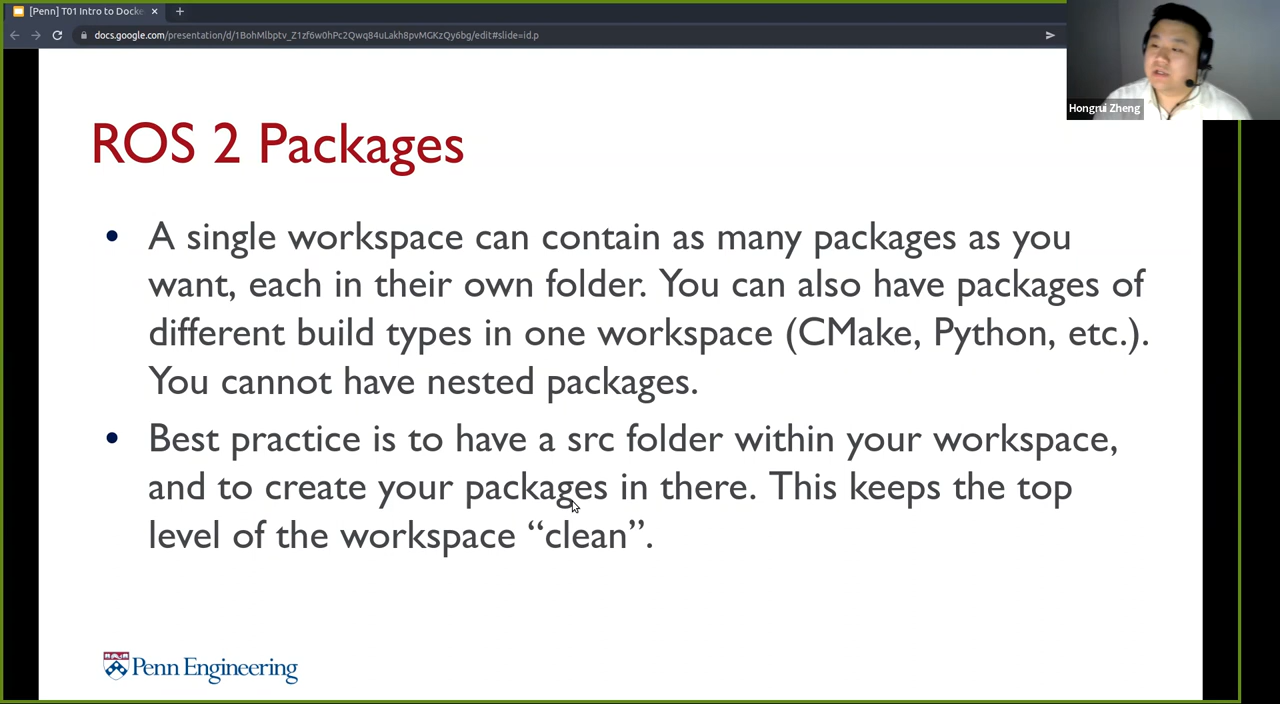 [Penn] T01 Intro to Docke
docs.google.com/presentation/d/1BohMlbptv_Z1zf6w0hPc2Qwq84uLakh8pvMGKzQy6bg/edit#slide=id.p
Hongrui Zheng
ROS 2 Packages
• A single workspace can contain as many packages as you
want, each in their own folder. You can also have packages of
different build types in one workspace (CMake, Python, etc.).
You cannot have nested packages.
• Best practice is to have a src folder within your workspace,
and to create your packages in there. This keeps the top
level of the workspace “clean”.
Penn Engineering